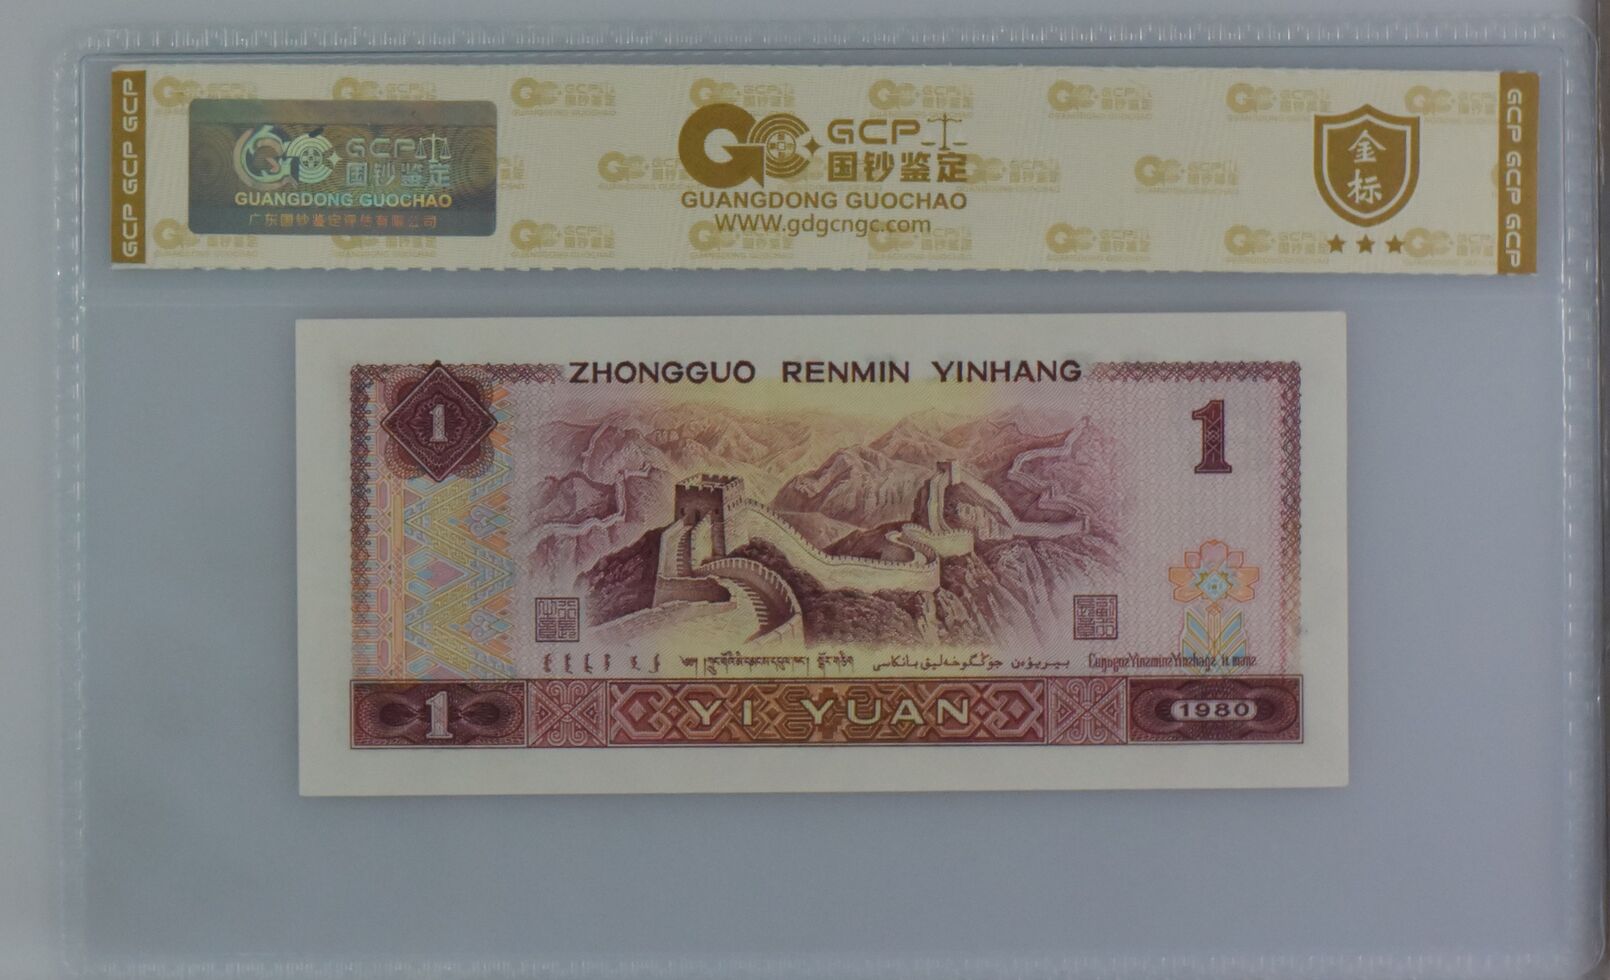 GCP GCP GCP
GCP
国钞鉴定
GUANGDONG GUOCHAO
广东国钞鉴定评估有限公司
GCP
国钞鉴定
GUANGDONG GUOCHAO
WWW.gdgcngc.com
金标
GCP GCP GCP
ZHONGGUO RENMIN YINHANG
1
1
1
YI YUAN
1980